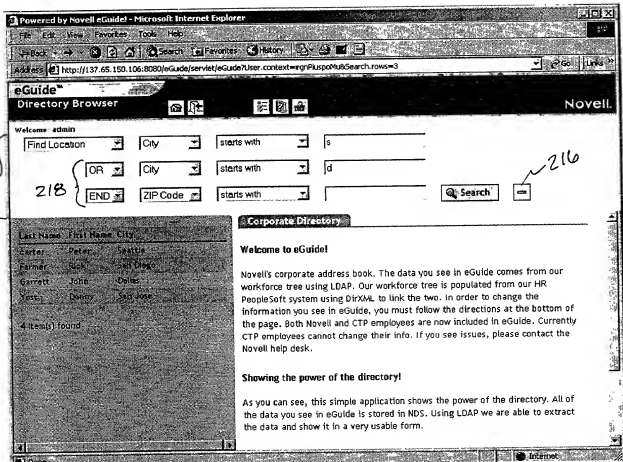 Powered by Novell eGuide! - Microsoft Internet Explorer
File Edit View Favorites Tools Help
Back Search Favorites History
Address http://137.65.150.106:8080/eGuide/servlet/eGuide?User.context=rgnPluspoMu8Search.rows=3 Go Links
eGuide™
Directory Browser Novell.
Welcome admin
Find Location City starts with s
OR City starts with d
216
218
END ZIP Code starts with Search
Last Name First Name City
Carter Peter Seattle
Farmer Rick San Diego
Garrett John Dallas
Yost Danny San Jose
4 Item(s) found
Corporate Directory
Welcome to eGuide!
Novell's corporate address book. The data you see in eGuide comes from our
workforce tree using LDAP. Our workforce tree is populated from our HR
PeopleSoft system using DirXML to link the two. In order to change the
information you see in eGuide, you must follow the directions at the bottom of
the page. Both Novell and CTP employees are now included in eGuide. Currently
CTP employees cannot change their info. If you see issues, please contact the
Novell help desk.
Showing the power of the directory!
As you can see, this simple application shows the power of the directory. All of
the data you see in eGuide is stored in NDS. Using LDAP we are able to extract
the data and show it in a very usable form.
Internet